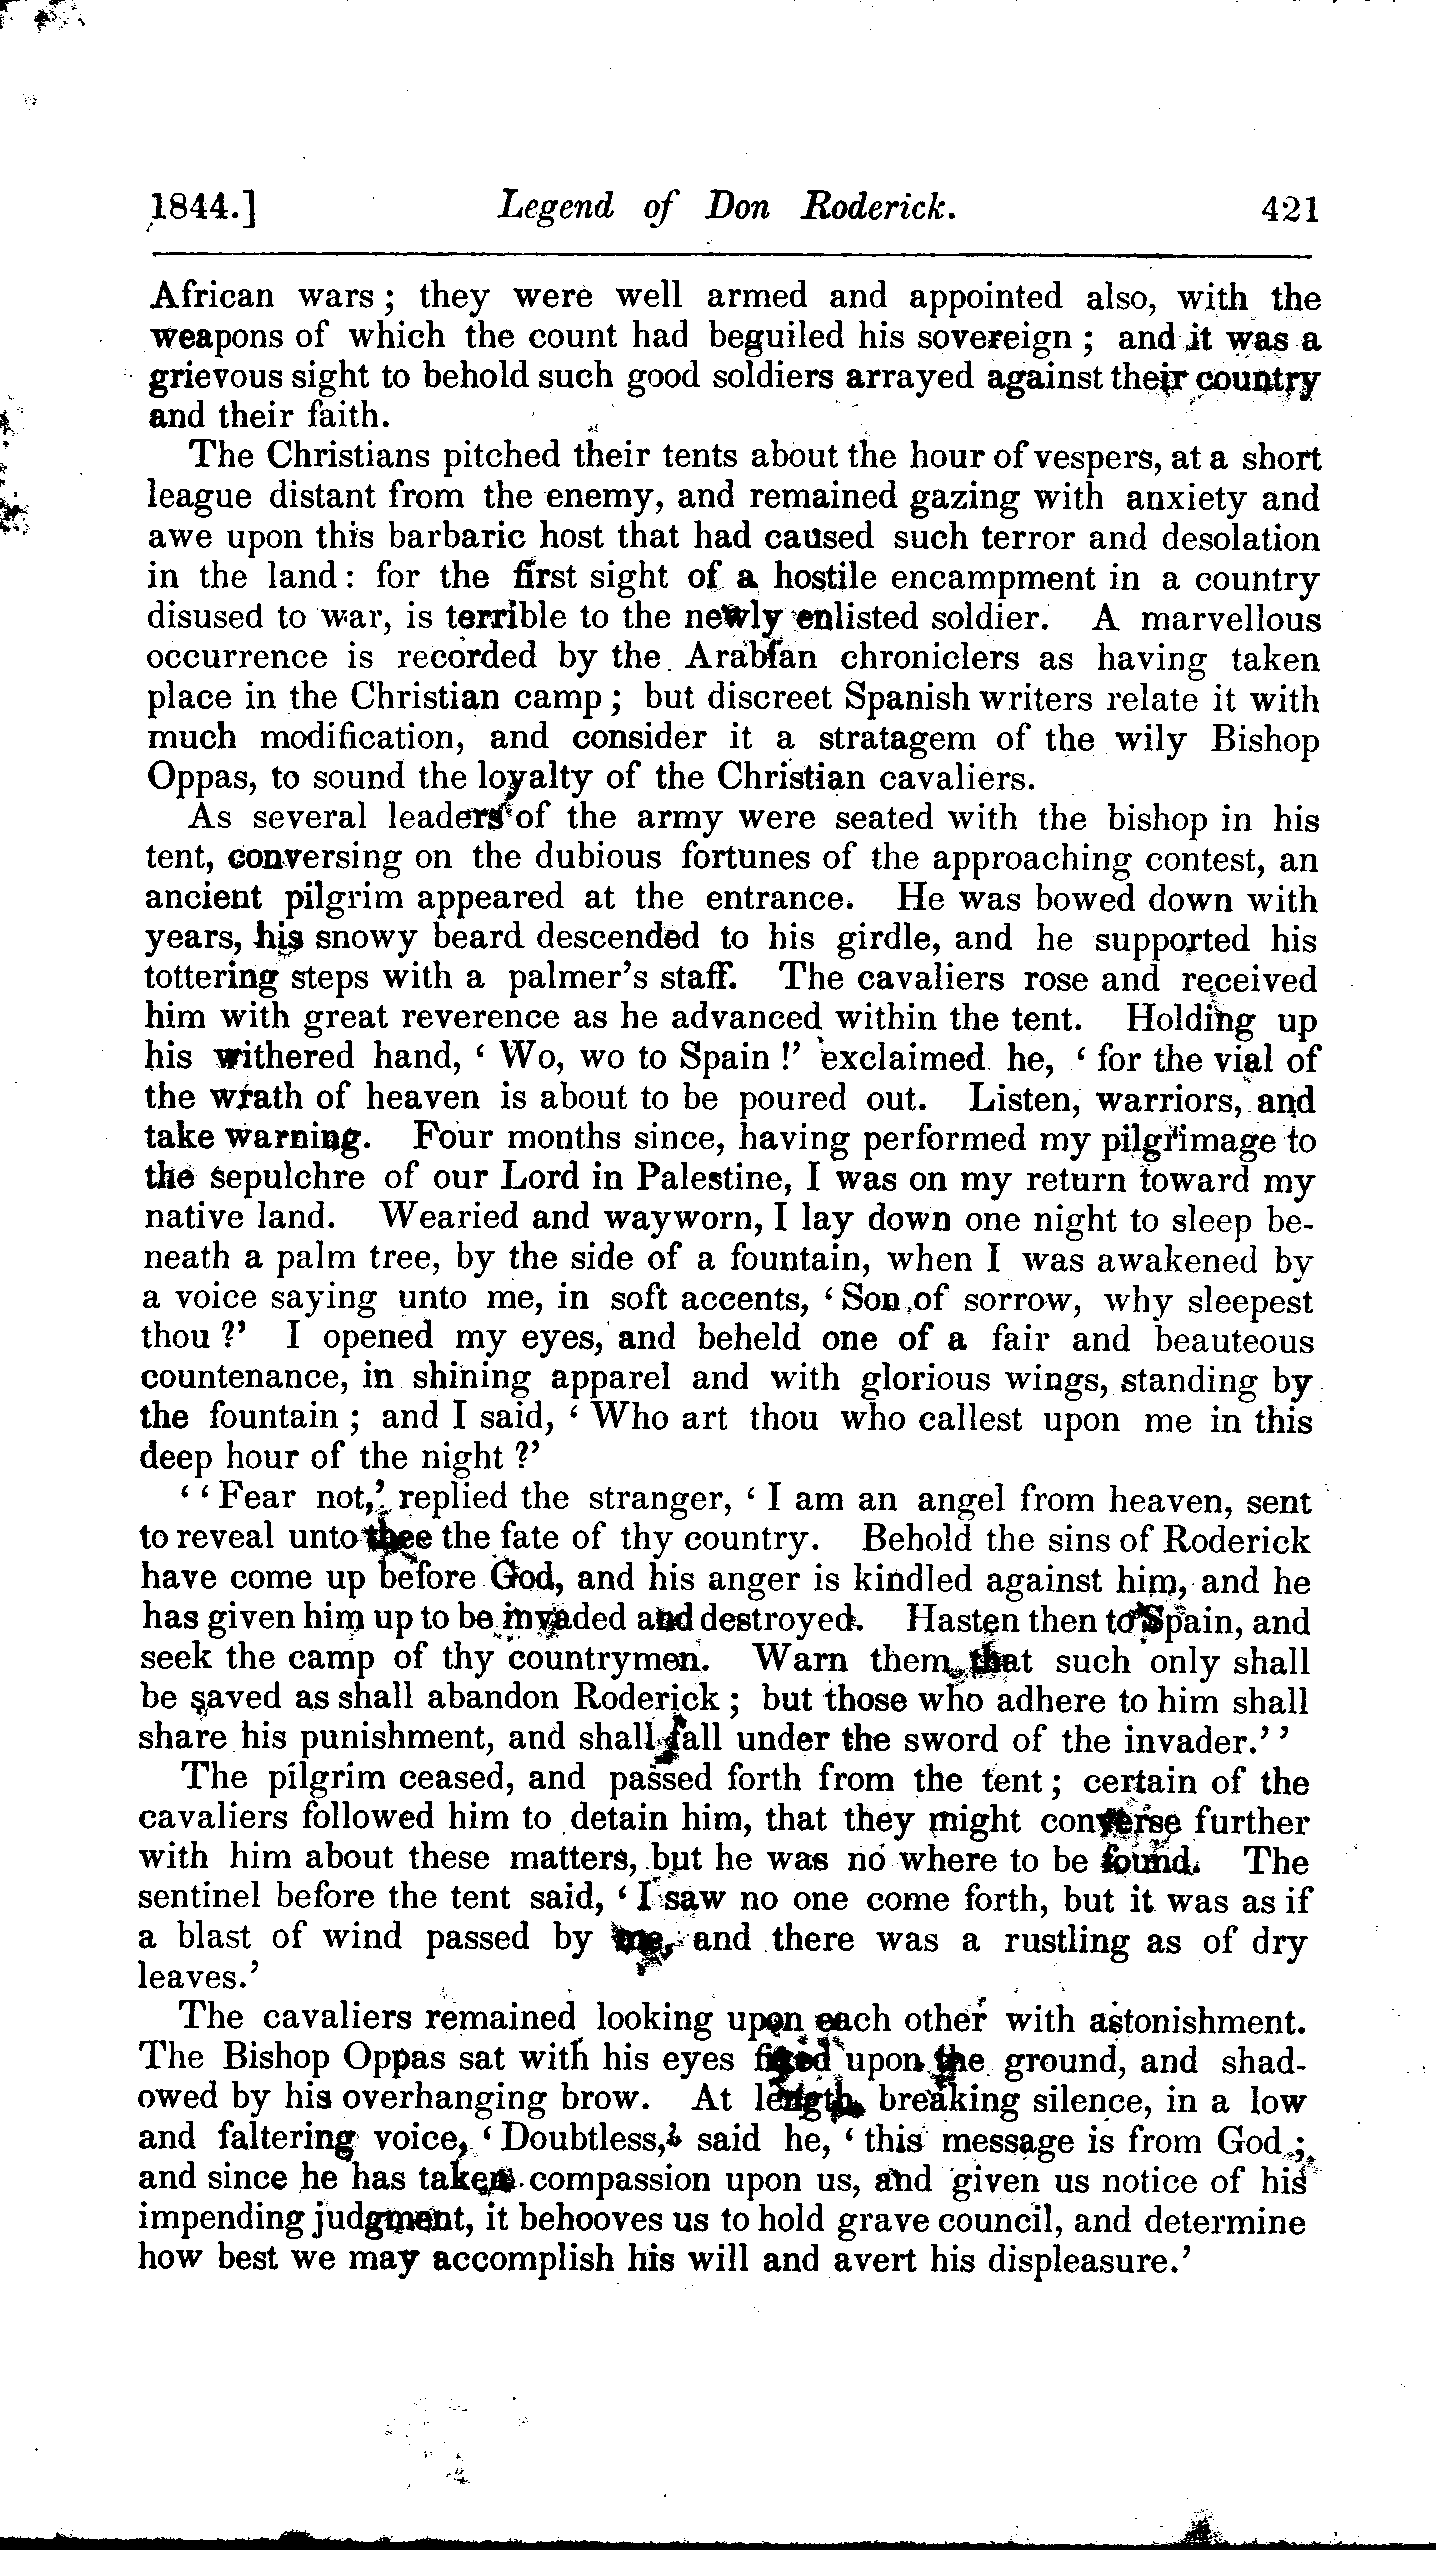 1844.] Legend of Don Roderick. 421
African wars ; they were well armed and appointed also, with the
weapons of which the count had beguiled his sovereign ; and it was a
grievous sight to behold such good soldiers arrayed against their country
and their faith.
The Christians pitched their tents about the hour of vespers, at a short
league distant from the enemy, and remained gazing with anxiety and
awe upon this barbaric host that had caused such terror and desolation
in the land : for the first sight of a hostile encampment in a country
disused to war, is terrible to the newly enlisted soldier. A marvellous
occurrence is recorded by the Arabian chroniclers as having taken
place in the Christian camp ; but discreet Spanish writers relate it with
much modification, and consider it a stratagem of the wily Bishop
Oppas, to sound the loyalty of the Christian cavaliers.
As several leaders of the army were seated with the bishop in his
tent, conversing on the dubious fortunes of the approaching contest, an
ancient pilgrim appeared at the entrance. He was bowed down with
years, his snowy beard descended to his girdle, and he supported his
tottering steps with a palmer's staff. The cavaliers rose and received
him with great reverence as he advanced within the tent. Holding up
his withered hand, ' Wo, wo to Spain !' exclaimed he, ' for the vial of
the wrath of heaven is about to be poured out. Listen, warriors, and
take warning. Four months since, having performed my pilgrimage to
the sepulchre of our Lord in Palestine, I was on my return toward my
native land. Wearied and wayworn, I lay down one night to sleep be-
neath a palm tree, by the side of a fountain, when I was awakened by
a voice saying unto me, in soft accents, ' Son of sorrow, why sleepest
thou ?' I opened my eyes, and beheld one of a fair and beauteous
countenance, in shining apparel and with glorious wings, standing by
the fountain ; and I said, ' Who art thou who callest upon me in this
deep hour of the night ?'
' ' Fear not,' replied the stranger, ' I am an angel from heaven, sent
to reveal unto thee the fate of thy country. Behold the sins of Roderick
have come up before God, and his anger is kindled against him, and he
has given him up to be invaded and destroyed. Hasten then to Spain, and
seek the camp of thy countrymen. Warn them that such only shall
be saved as shall abandon Roderick ; but those who adhere to him shall
share his punishment, and shall fall under the sword of the invader.' '
The pilgrim ceased, and passed forth from the tent ; certain of the
cavaliers followed him to detain him, that they might converse further
with him about these matters, but he was no where to be found. The
sentinel before the tent said, ' I saw no one come forth, but it was as if
a blast of wind passed by me, and there was a rustling as of dry
leaves.'
The cavaliers remained looking upon each other with astonishment.
The Bishop Oppas sat with his eyes fixed upon the ground, and shad-
owed by his overhanging brow. At length, breaking silence, in a low
and faltering voice, ' Doubtless,' said he, ' this message is from God ;
and since he has taken compassion upon us, and given us notice of his
impending judgment, it behooves us to hold grave council, and determine
how best we may accomplish his will and avert his displeasure.'